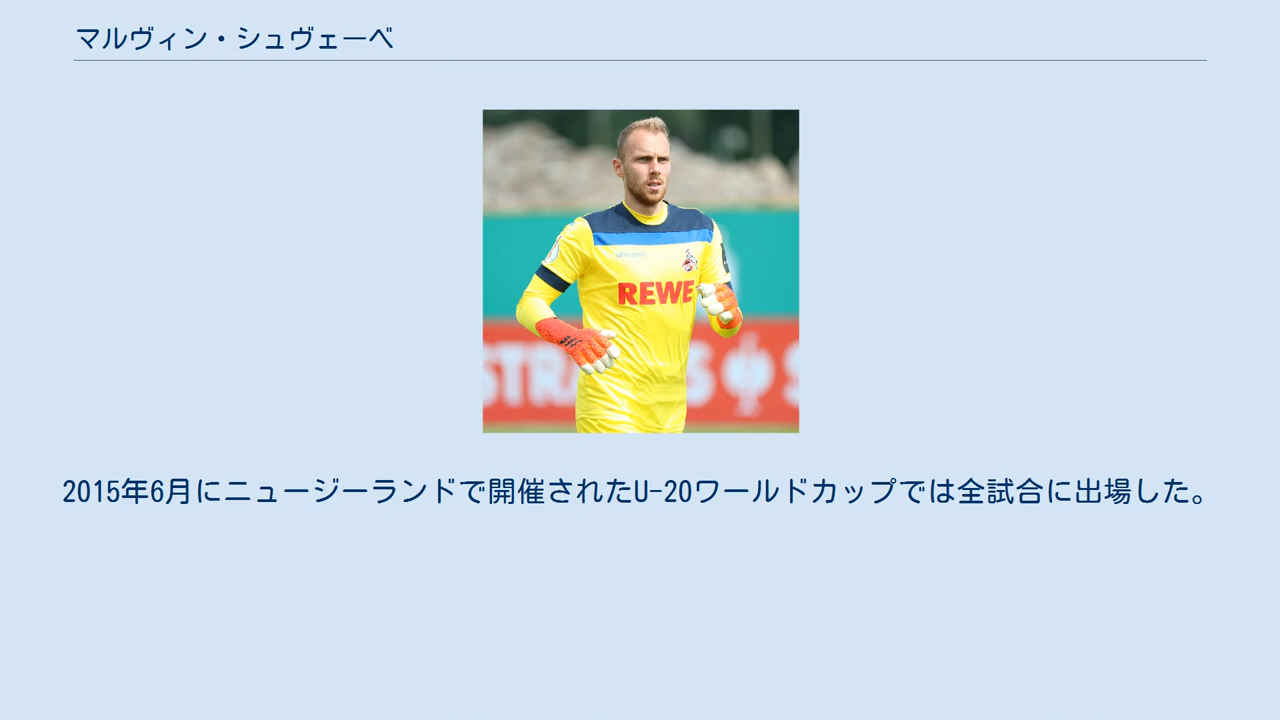 マルヴィン・シュヴェーベ
uhlsport
REWE
STRAUSS
2015年6月にニュージーランドで開催されたU-20ワールドカップでは全試合に出場した。